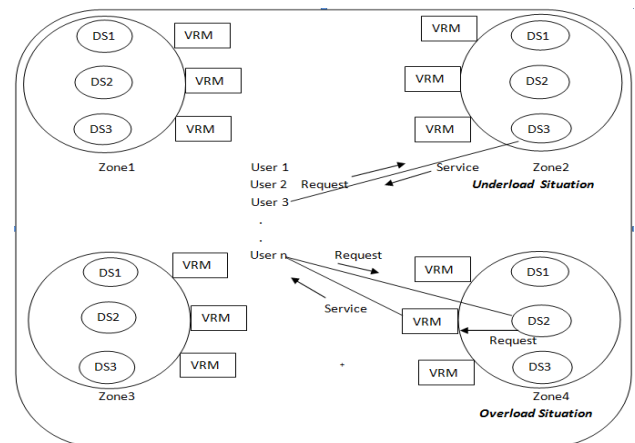 DS1
VRM
DS2
VRM
DS3
VRM
Zone1
VRM
DS1
VRM
DS2
VRM
DS3
Zone2
Underload Situation
User 1
User 2
User 3
.
.
User n
Request
Service
Request
Service
DS1
VRM
DS2
VRM
DS3
VRM
Zone3
VRM
DS1
VRM
DS2
Request
VRM
DS3
Zone4
Overload Situation